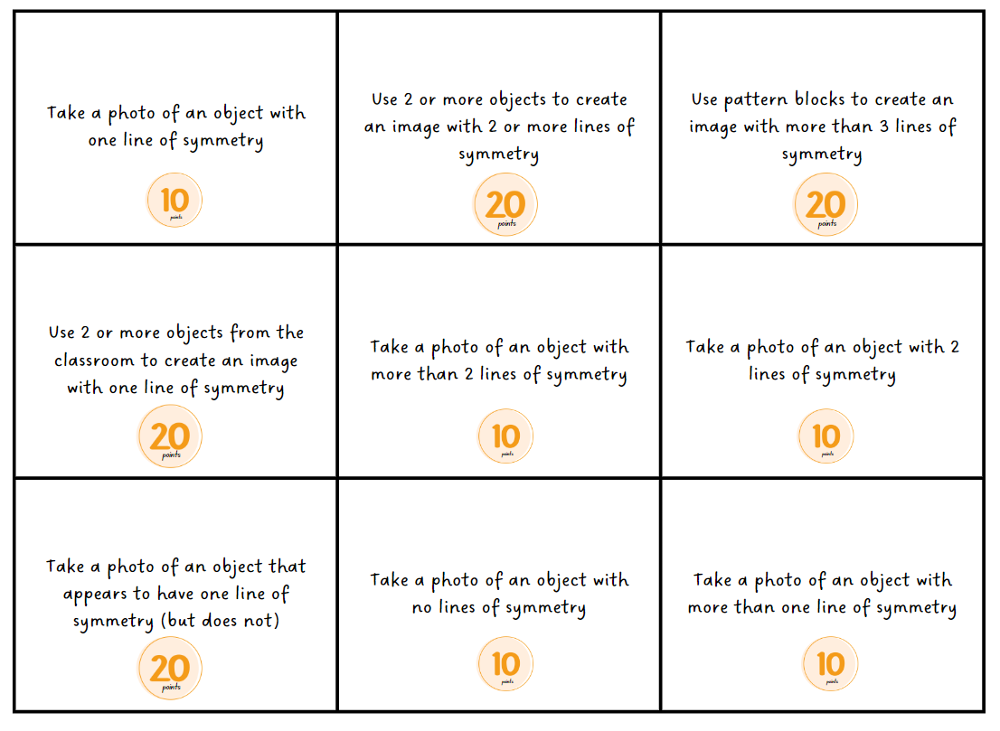 Take a photo of an object with
one line of symmetry
10
points
Use 2 or more objects to create
an image with 2 or more lines of
symmetry
20
points
Use pattern blocks to create an
image with more than 3 lines of
symmetry
20
points
Use 2 or more objects from the
classroom to create an image
with one line of symmetry
20
points
Take a photo of an object with
more than 2 lines of symmetry
10
points
Take a photo of an object with 2
lines of symmetry
10
points
Take a photo of an object that
appears to have one line of
symmetry (but does not)
20
points
Take a photo of an object with
no lines of symmetry
10
points
Take a photo of an object with
more than one line of symmetry
10
points